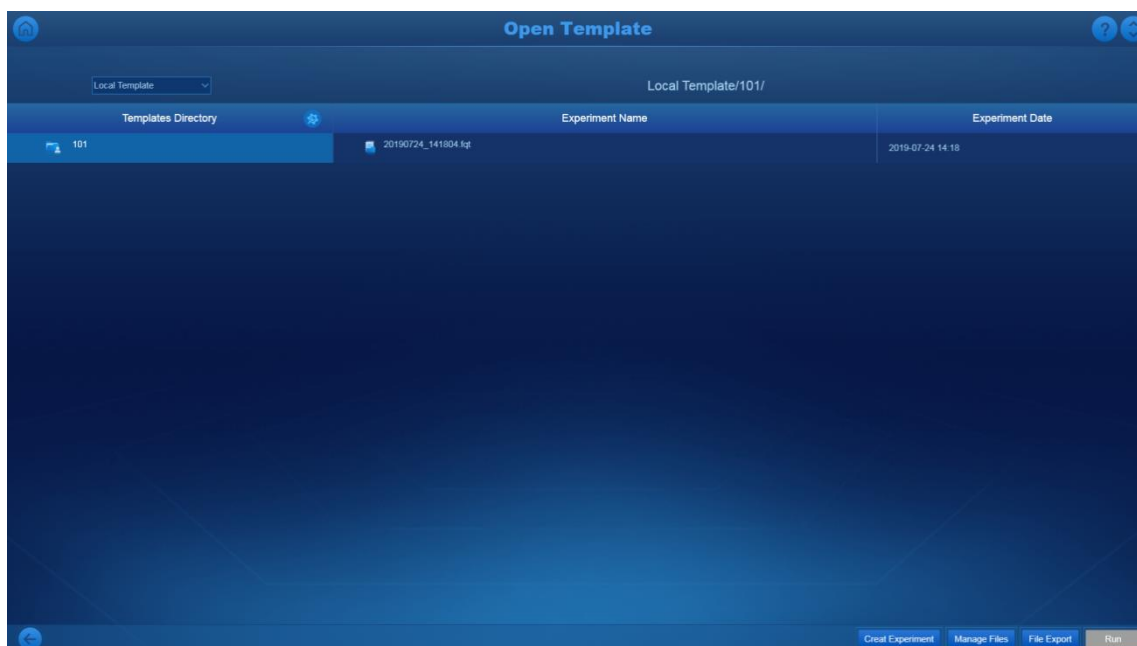 Open Template
?
Local Template
Local Template/101/
Templates Directory
Experiment Name
Experiment Date
101
20190724_141804.fqt
2019-07-24 14:18
Creat Experiment
Manage Files
File Export
Run